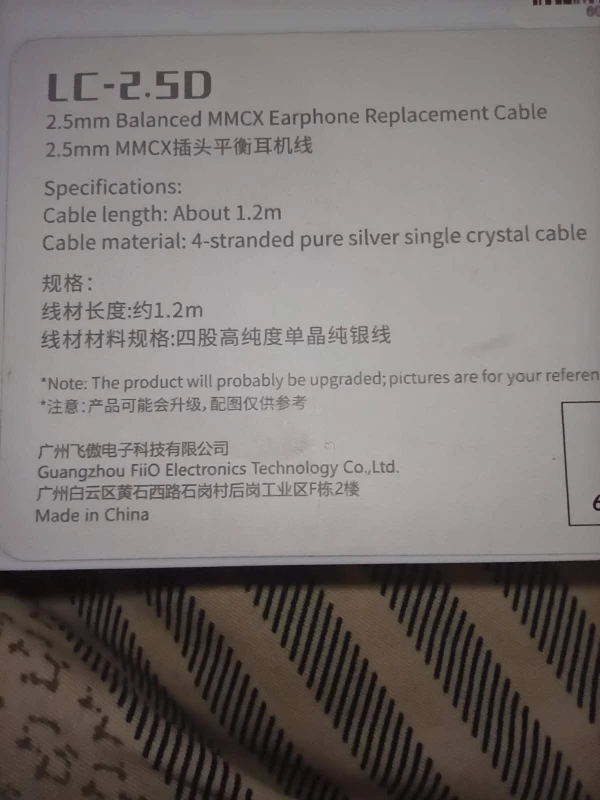 LC-2.5D
2.5mm Balanced MMCX Earphone Replacement Cable
2.5mm MMCX插头平衡耳机线
Specifications:
Cable length: About 1.2m
Cable material: 4-stranded pure silver single crystal cable
规格:
线材长度:约1.2m
线材材料规格:四股高纯度单晶纯银线
*Note: The product will probably be upgraded; pictures are for your referen
*注意:产品可能会升级, 配图仅供参考
广州飞傲电子科技有限公司
Guangzhou FiiO Electronics Technology Co.,Ltd.
广州白云区黄石西路石岗村后岗工业区F栋2楼
Made in China